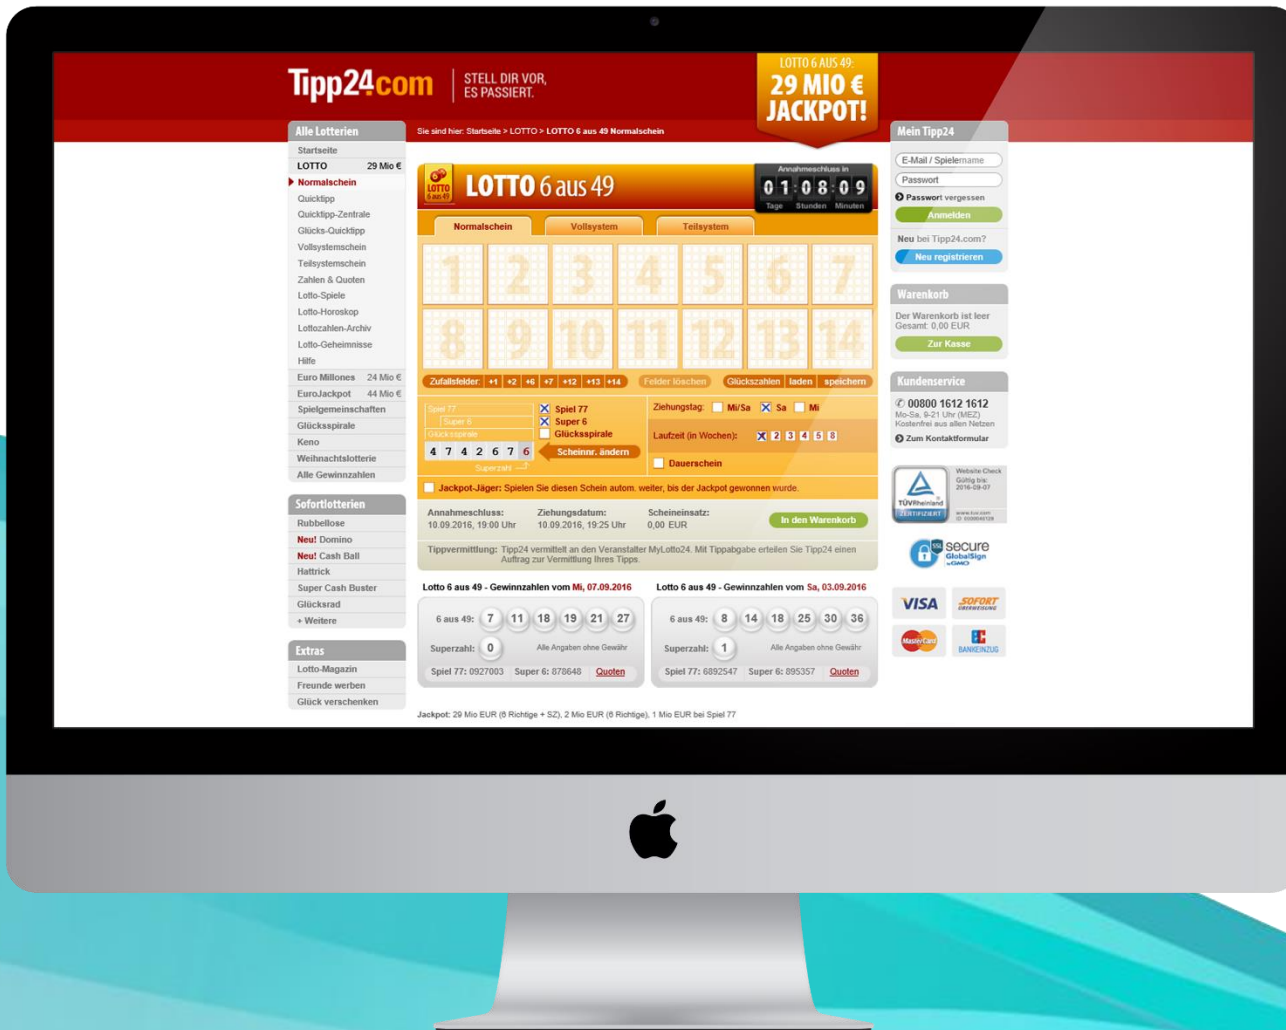 Tipp24.com
STELL DIR VOR,
ES PASSIERT.
LOTTO 6 AUS 49:
29 MIO €
JACKPOT!
Alle Lotterien
Startseite
LOTTO 29 Mio €
Normalschein
Quicktipp
Quicktipp-Zentrale
Glücks-Quicktipp
Vollsystemschein
Teilsystemschein
Zahlen & Quoten
Lotto-Spiele
Lotto-Horoskop
Lottozahlen-Archiv
Lotto-Geheimnisse
Hilfe
Euro Millones 24 Mio €
EuroJackpot 44 Mio €
Spielgemeinschaften
Glücksspirale
Keno
Weihnachtslotterie
Alle Gewinnzahlen
Sofortlotterien
Rubbellose
Neu! Domino
Neu! Cash Ball
Hattrick
Super Cash Buster
Glücksrad
+ Weitere
Extras
Lotto-Magazin
Freunde werben
Glück verschenken
Sie sind hier: Startseite > LOTTO > LOTTO 6 aus 49 Normalschein
LOTTO 6 aus 49
LOTTO 6 aus 49
Annahmeschluss in
01:08:09
Tage Stunden Minuten
Normalschein Vollsystem Teilsystem
1 2 3 4 5 6 7
8 9 10 11 12 13 14
Zufallsfelder: +1 +2 +6 +7 +12 +13 +14 Felder löschen Glückszahlen laden speichern
Spiel 77
Super 6
Glücksspirale
4 7 4 2 6 7 6
Superzahl
Spiel 77
Super 6
Glücksspirale
Scheinnr. ändern
Ziehungstag: Mi/Sa Sa Mi
Laufzeit (in Wochen): 2 3 4 5 8
Dauerschein
Jackpot-Jäger: Spielen Sie diesen Schein autom. weiter, bis der Jackpot gewonnen wurde.
Annahmeschluss: Ziehungsdatum: Scheineinsatz:
10.09.2016, 19:00 Uhr 10.09.2016, 19:25 Uhr 0,00 EUR
In den Warenkorb
Tippvermittlung: Tipp24 vermittelt an den Veranstalter MyLotto24. Mit Tippabgabe erteilen Sie Tipp24 einen
Auftrag zur Vermittlung Ihres Tipps.
Lotto 6 aus 49 - Gewinnzahlen vom Mi, 07.09.2016
6 aus 49: 7 11 18 19 21 27
Superzahl: 0 Alle Angaben ohne Gewähr
Spiel 77: 0927003 Super 6: 878648 Quoten
Lotto 6 aus 49 - Gewinnzahlen vom Sa, 03.09.2016
6 aus 49: 8 14 18 25 30 36
Superzahl: 1 Alle Angaben ohne Gewähr
Spiel 77: 6892547 Super 6: 895357 Quoten
Jackpot: 29 Mio EUR (6 Richtige + SZ), 2 Mio EUR (6 Richtige), 1 Mio EUR bei Spiel 77
Mein Tipp24
E-Mail / Spielername
Passwort
Passwort vergessen
Anmelden
Neu bei Tipp24.com?
Neu registrieren
Warenkorb
Der Warenkorb ist leer
Gesamt: 0,00 EUR
Zur Kasse
Kundenservice
00800 1612 1612
Mo-Sa, 9-21 Uhr (MEZ)
Kostenfrei aus allen Netzen
Zum Kontaktformular
TÜVRheinland
ZERTIFIZIERT
Website Check
Gültig bis:
2016-09-07
www.tuv.com
SSL
secure
GlobalSign
by GMO
VISA
SOFORT
ÜBERWEISUNG
MasterCard
BANKEINZUG